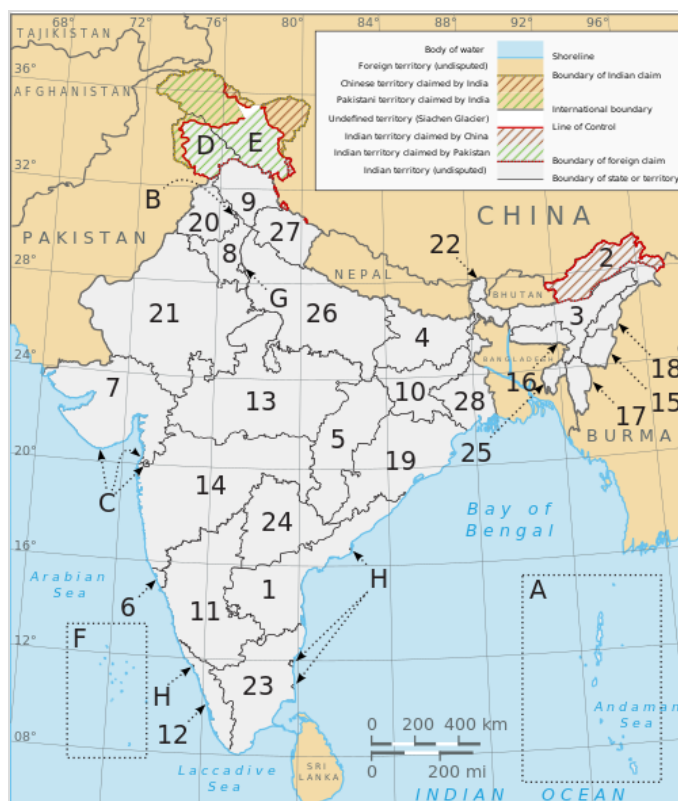 68° 72° 76° 80° 84° 88° 92° 96°
TAJIKISTAN
36°
AFGHANISTAN
Body of water
Foreign territory (undisputed)
Chinese territory claimed by India
Pakistani territory claimed by India
Undefined territory (Siachen Glacier)
Indian territory claimed by China
Indian territory claimed by Pakistan
Indian territory (undisputed)
Shoreline
Boundary of Indian claim
International boundary
Line of Control
Boundary of foreign claim
Boundary of state or territory
D E
32°
B 9
20
8 27
CHINA
PAKISTAN
22
2
28°
NEPAL
BHUTAN
G
21
26
3
4
24°
BANGLADESH
7
16
18
13
10
28
15
17
5
25
BURMA
20°
19
C
14
24
Bay of
Bengal
16°
Arabian
Sea
6
11
1
H
A
12°
F
H
23
12
0 200 400 km
0 200 mi
Andaman
Sea
08°
SRI
LANKA
Laccadive
Sea
INDIAN OCEAN